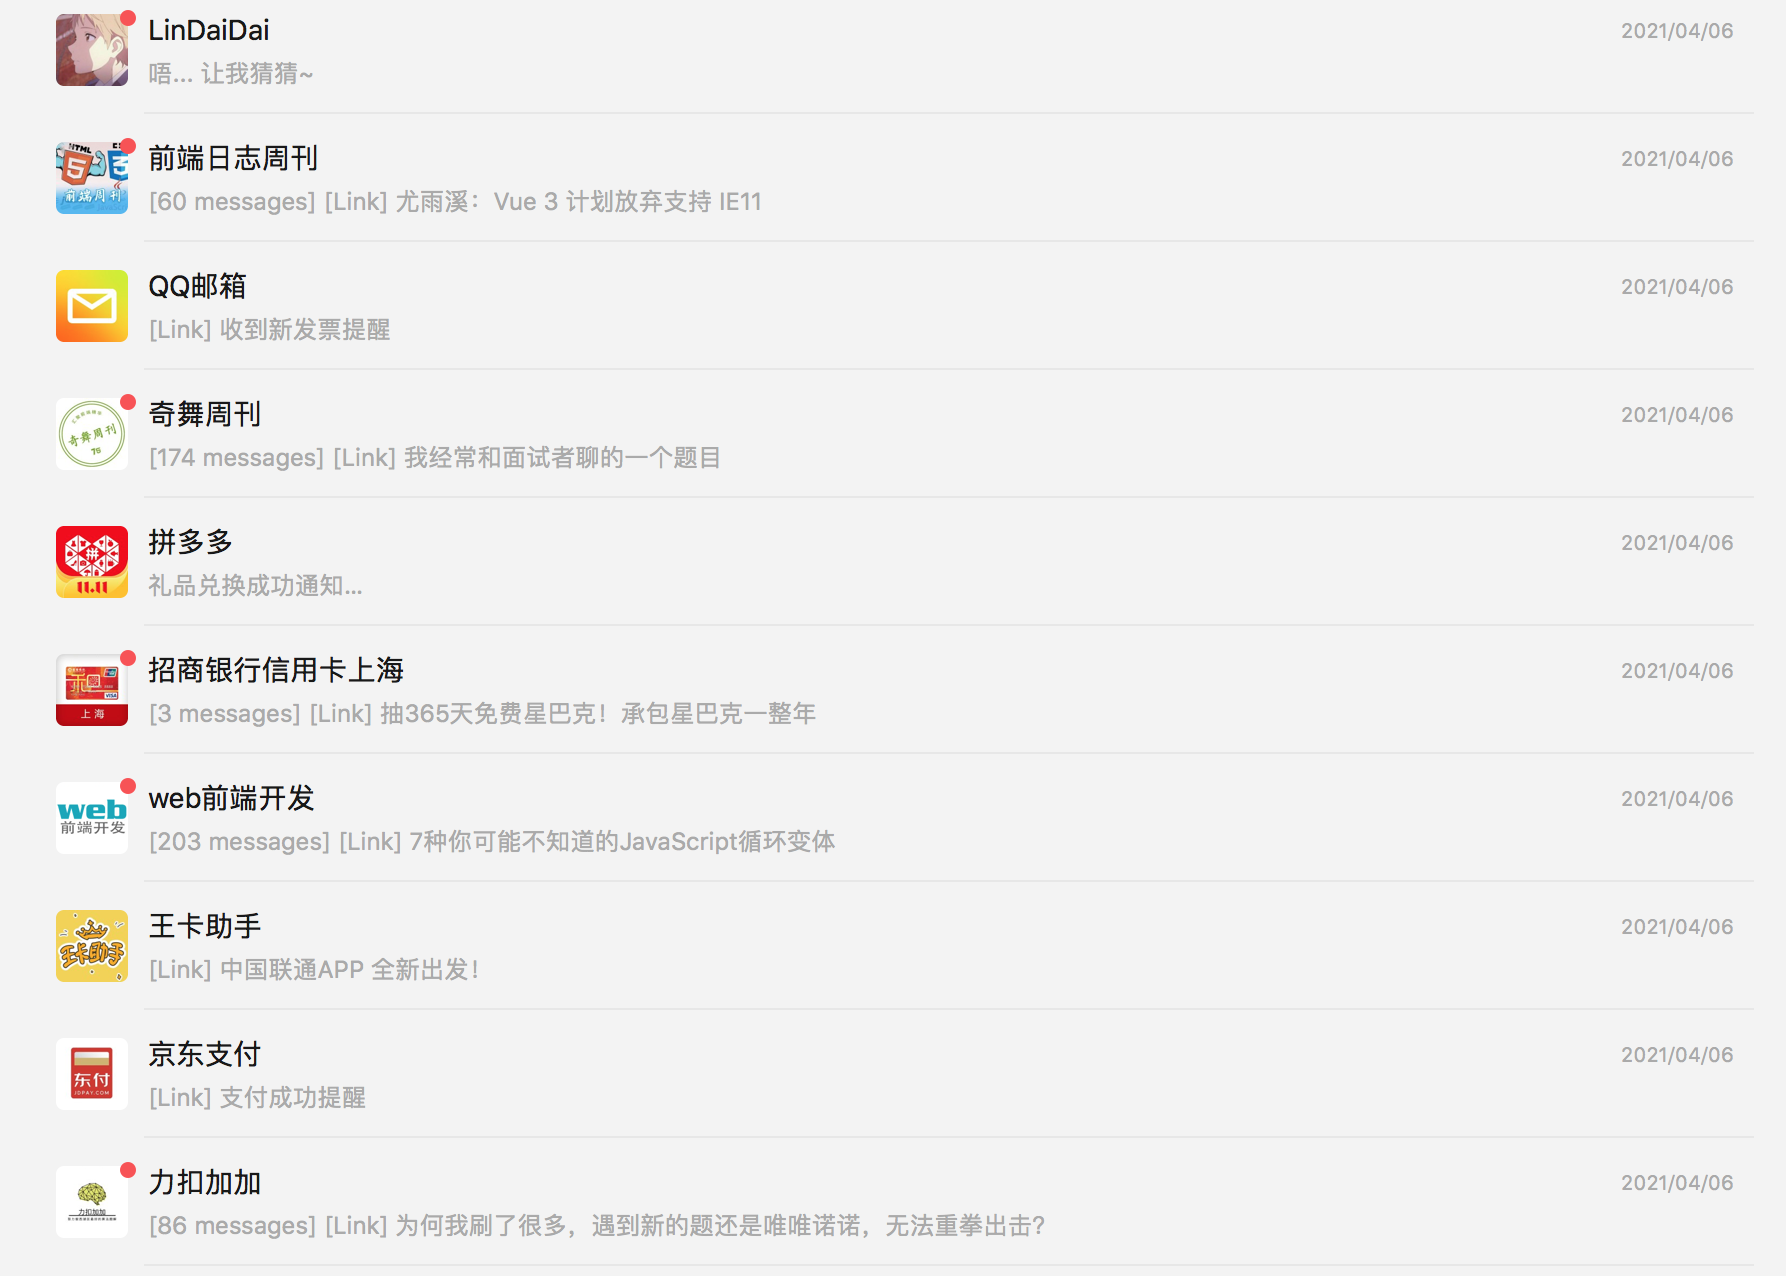 LinDaiDai
2021/04/06
唔... 让我猜猜~
HTML
5
3
前端周刊
前端日志周刊
2021/04/06
[60 messages] [Link] 尤雨溪：Vue 3 计划放弃支持 IE11
QQ邮箱
2021/04/06
[Link] 收到新发票提醒
奇舞周刊
75
奇舞周刊
2021/04/06
[174 messages] [Link] 我经常和面试者聊的一个题目
拼
11.11
拼多多
2021/04/06
礼品兑换成功通知...
VISA
上海
招商银行信用卡上海
2021/04/06
[3 messages] [Link] 抽365天免费星巴克！承包星巴克一整年
web
前端开发
web前端开发
2021/04/06
[203 messages] [Link] 7种你可能不知道的JavaScript循环变体
王卡助手
王卡助手
2021/04/06
[Link] 中国联通APP 全新出发！
东付
JDPAY.COM
京东支付
2021/04/06
[Link] 支付成功提醒
力扣加加
力扣加加
2021/04/06
[86 messages] [Link] 为何我刷了很多，遇到新的题还是唯唯诺诺，无法重拳出击？